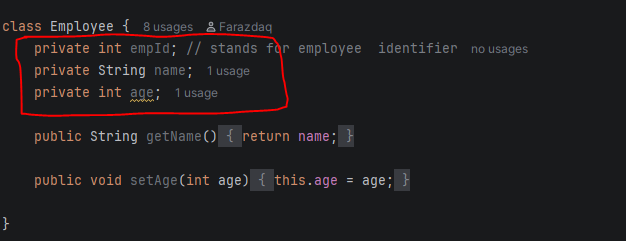 class Employee {  8 usages  Farazdaq
private int empId; // stands for employee  identifier  no usages
private String name;  1 usage
private int age;  1 usage
public String getName() { return name; }
public void setAge(int age) { this.age = age; }
}